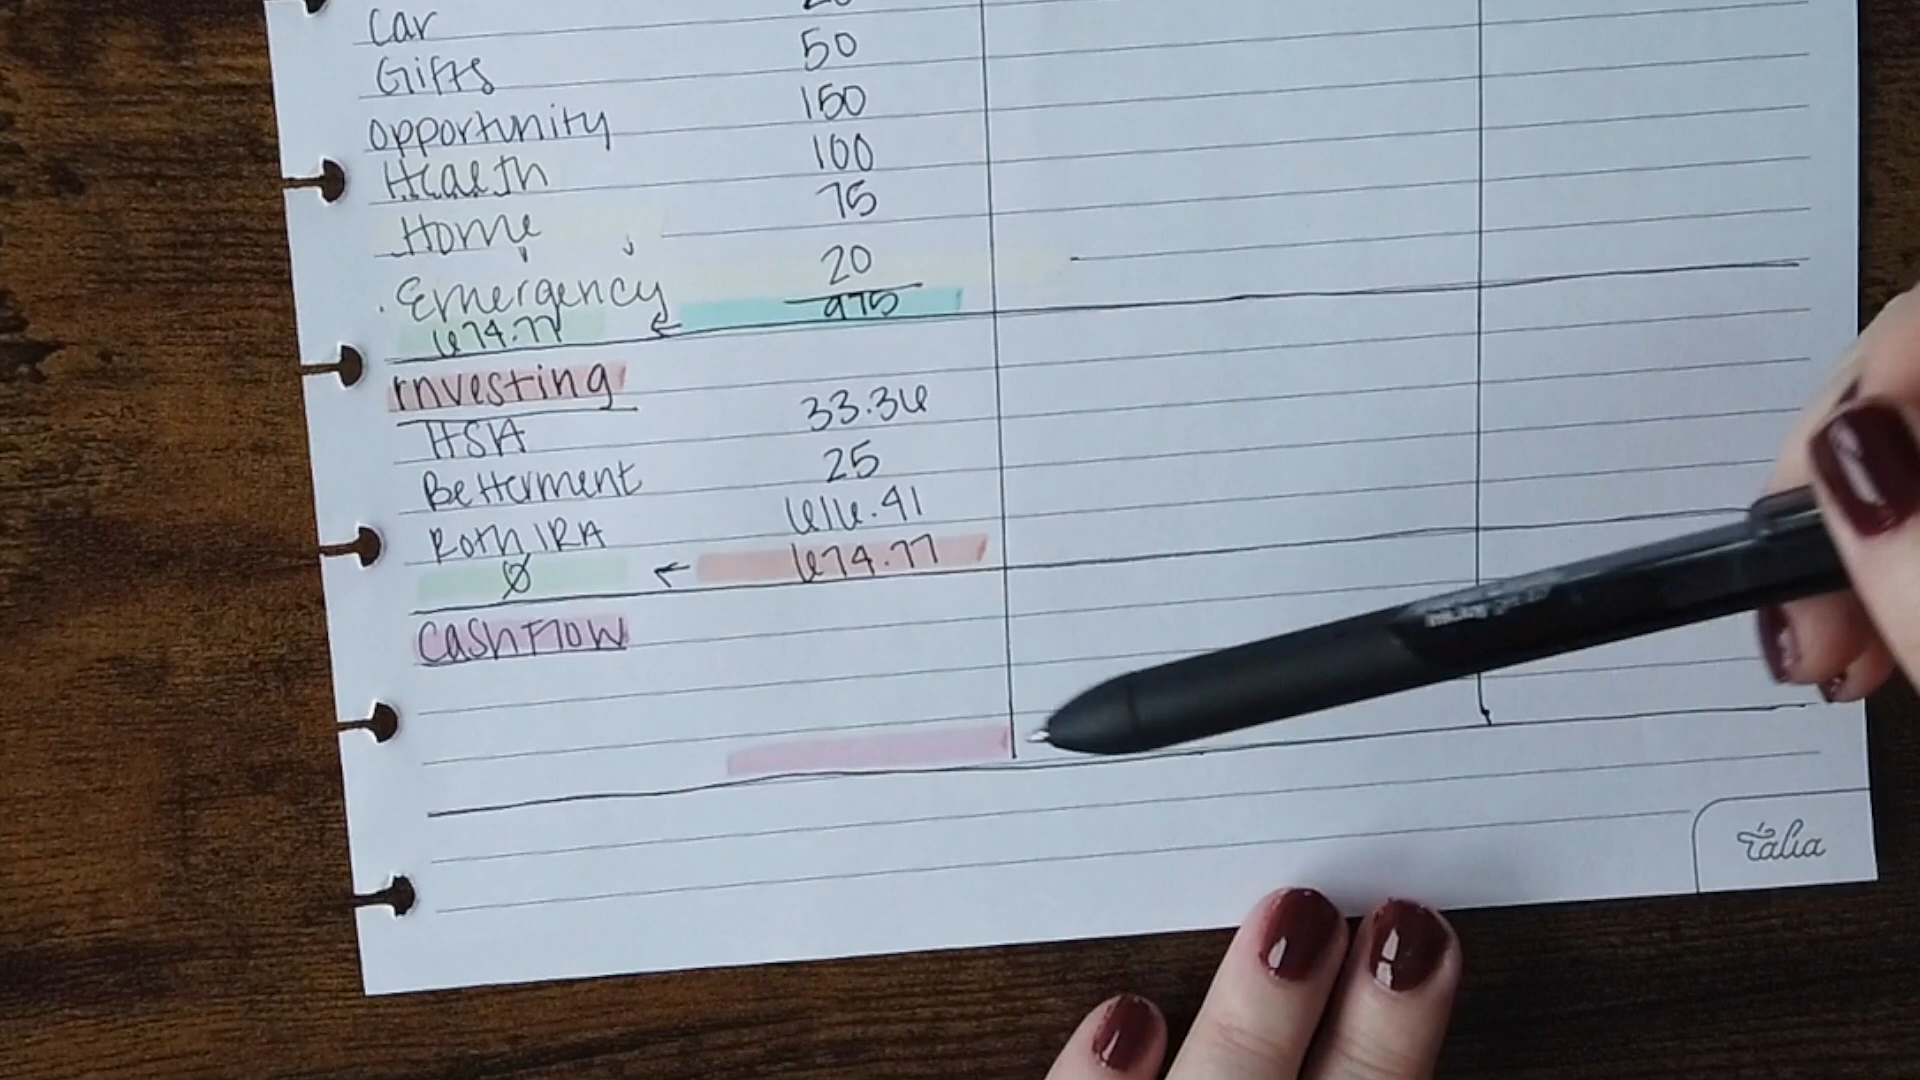 Car
Gifts 50
Opportunity 150
Health 100
Home 75
Emergency 20
674.77 975
Investing
HSA 33.36
Betterment 25
Roth IRA 616.41
Ø 674.77
Cashflow
talia